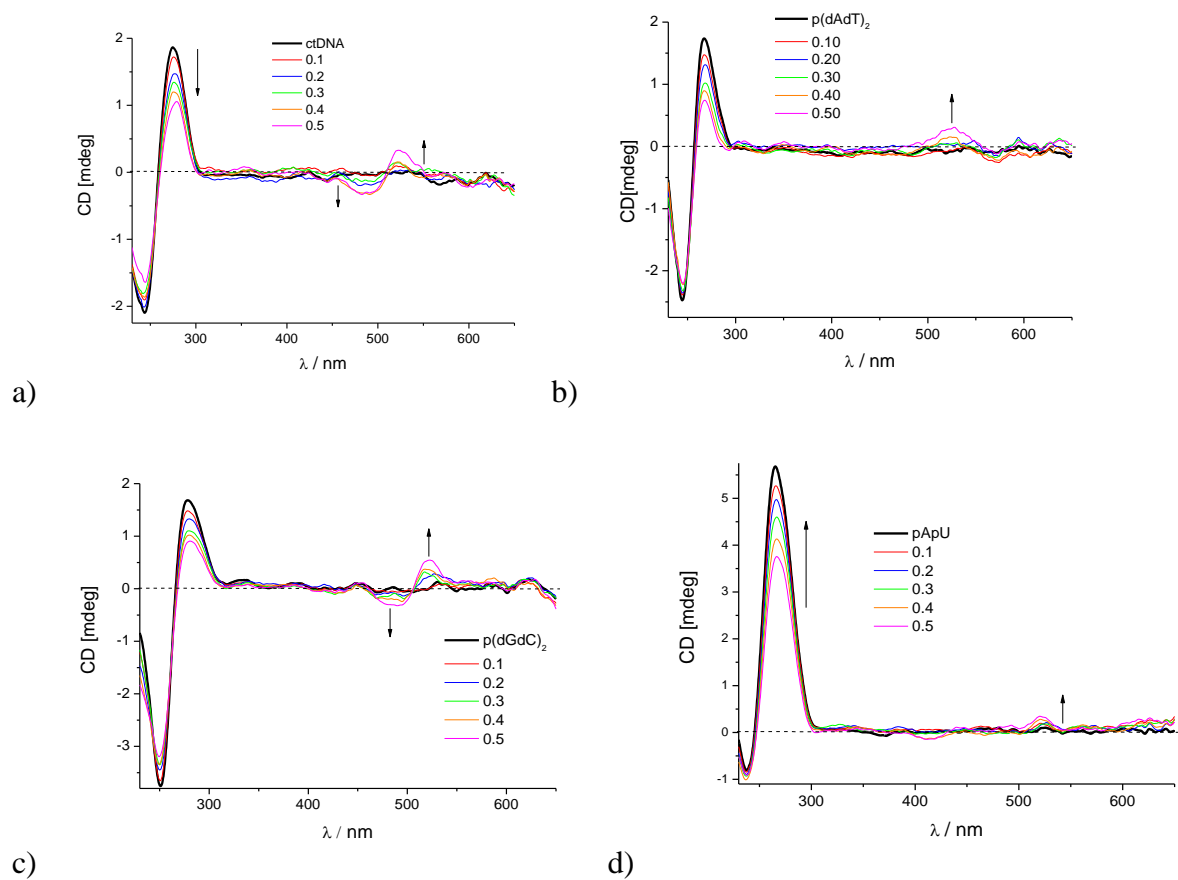 2
1
0
-1
-2
CD [mdeg]
ctDNA
0.1
0.2
0.3
0.4
0.5
300 400 500 600
λ / nm
a)
2
1
0
-1
-2
CD[mdeg]
p(dAdT)₂
0.10
0.20
0.30
0.40
0.50
300 400 500 600
λ / nm
b)
2
1
0
-1
-2
-3
CD [mdeg]
p(dGdC)₂
0.1
0.2
0.3
0.4
0.5
300 400 500 600
λ / nm
c)
5
4
3
2
1
0
-1
CD [mdeg]
pApU
0.1
0.2
0.3
0.4
0.5
300 400 500 600
λ / nm
d)